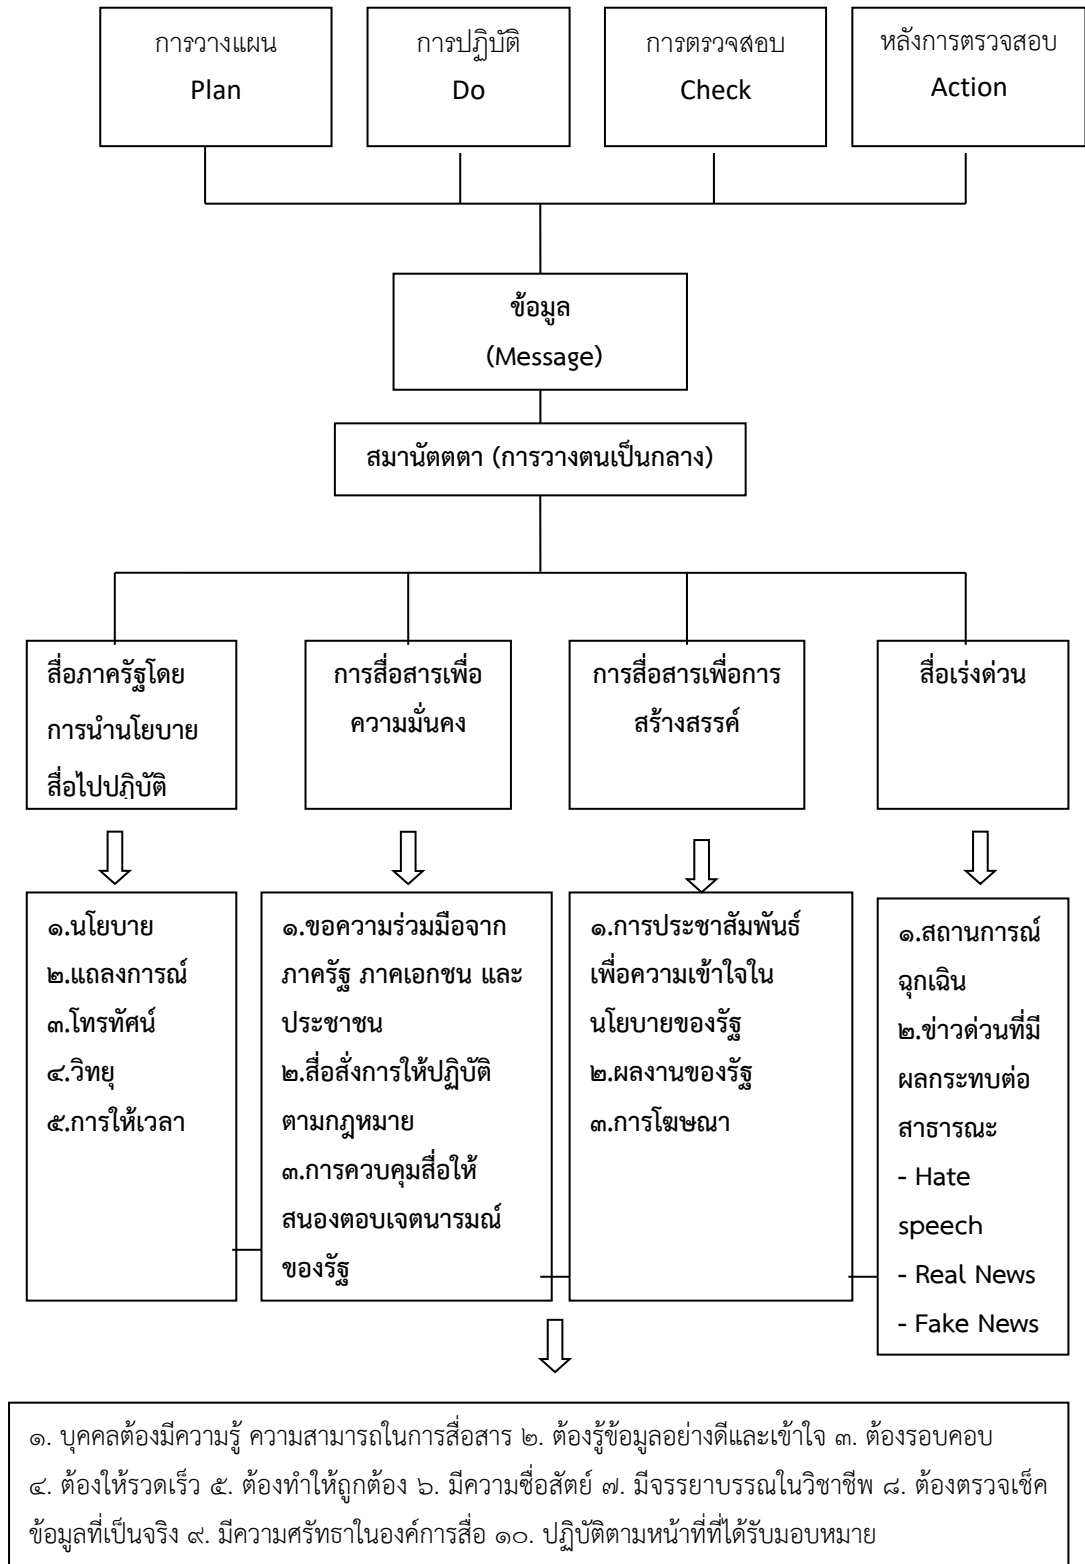 การวางแผน
Plan
การปฏิบัติ
Do
การตรวจสอบ
Check
หลังการตรวจสอบ
Action
ข้อมูล
(Message)
สมานัตตตา (การวางตนเป็นกลาง)
สื่อภาครัฐโดย
การนำนโยบาย
สื่อไปปฏิบัติ
การสื่อสารเพื่อ
ความมั่นคง
การสื่อสารเพื่อการ
สร้างสรรค์
สื่อเร่งด่วน
๑.นโยบาย
๒.แถลงการณ์
๓.โทรทัศน์
๔.วิทยุ
๕.การให้เวลา
๑.ขอความร่วมมือจาก
ภาครัฐ ภาคเอกชน และ
ประชาชน
๒.สื่อสั่งการให้ปฏิบัติ
ตามกฎหมาย
๓.การควบคุมสื่อให้
สนองตอบเจตนารมณ์
ของรัฐ
๑.การประชาสัมพันธ์
เพื่อความเข้าใจใน
นโยบายของรัฐ
๒.ผลงานของรัฐ
๓.การโฆษณา
๑.สถานการณ์
ฉุกเฉิน
๒.ข่าวด่วนที่มี
ผลกระทบต่อ
สาธารณะ
- Hate
speech
- Real News
- Fake News
๑. บุคคลต้องมีความรู้ ความสามารถในการสื่อสาร ๒. ต้องรู้ข้อมูลอย่างดีและเข้าใจ ๓. ต้องรอบคอบ
๔. ต้องให้รวดเร็ว ๕. ต้องทำให้ถูกต้อง ๖. มีความซื่อสัตย์ ๗. มีจรรยาบรรณในวิชาชีพ ๘. ต้องตรวจเช็ค
ข้อมูลที่เป็นจริง ๙. มีความศรัทธาในองค์การสื่อ ๑๐. ปฏิบัติตามหน้าที่ที่ได้รับมอบหมาย